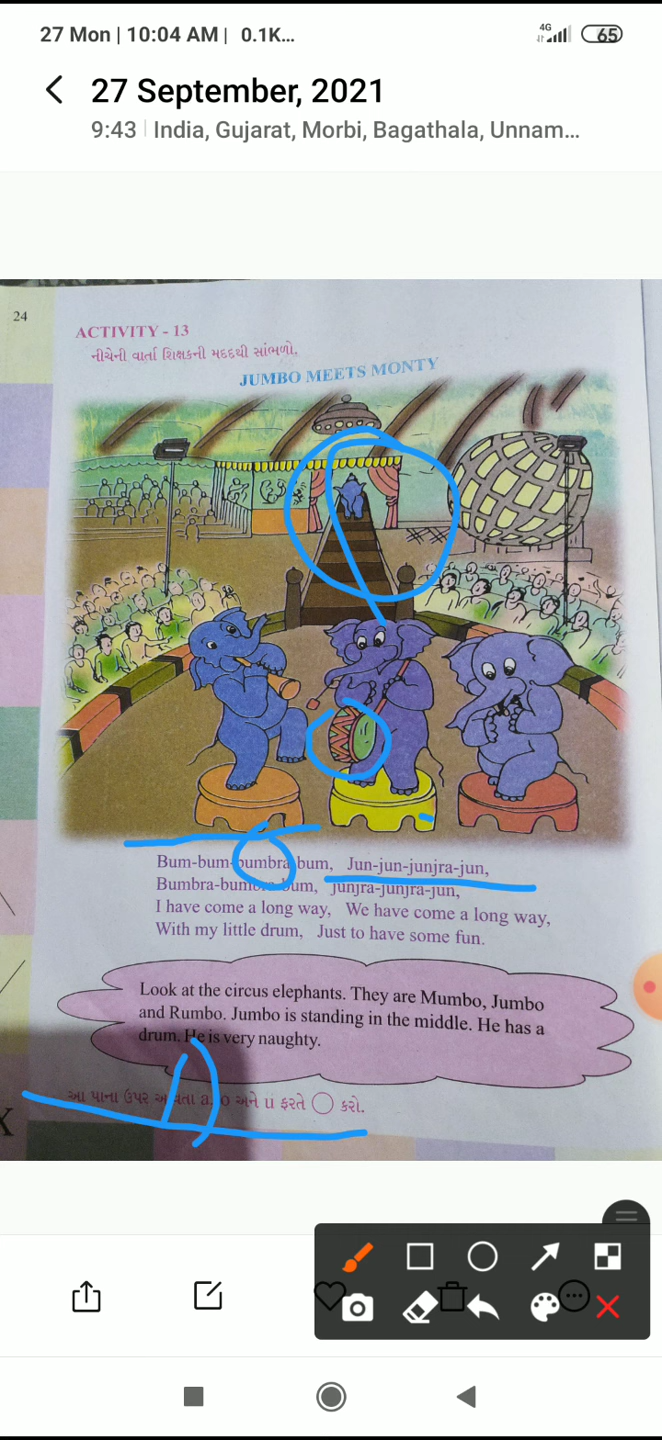 27 Mon | 10:04 AM | 0.1K... 4G 65
27 September, 2021
9:43 India, Gujarat, Morbi, Bagathala, Unnam...
24
ACTIVITY - 13
નીચેની વાર્તા શિક્ષકની મદદથી સાંભળો.
JUMBO MEETS MONTY
Bum-bum-bumbra bum, Jun-jun-junjra-jun,
Bumbra-bumbra-bum, junjra-junjra-jun,
I have come a long way, We have come a long way,
With my little drum, Just to have some fun.
Look at the circus elephants. They are Mumbo, Jumbo
and Rumbo. Jumbo is standing in the middle. He has a
drum. He is very naughty.
આ પાના ઉપર આવતા a, o અને u ફરતે ◯ કરો.
X